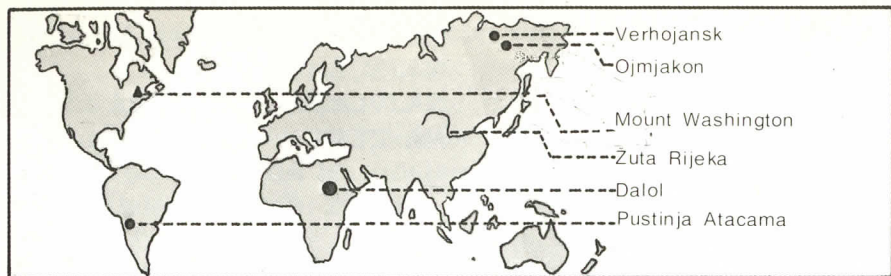 Verhojansk
Ojmjakon
Mount Washington
Žuta Rijeka
Dalol
Pustinja Atacama